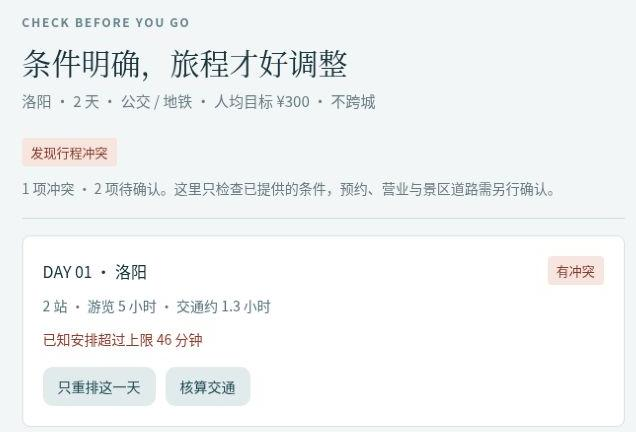 CHECK BEFORE YOU GO
条件明确，旅程才好调整
洛阳 · 2 天 · 公交 / 地铁 · 人均目标 ¥300 · 不跨城
发现行程冲突
1 项冲突 · 2 项待确认。这里只检查已提供的条件，预约、营业与景区道路需另行确认。
DAY 01 · 洛阳
有冲突
2 站 · 游览 5 小时 · 交通约 1.3 小时
已知安排超过上限 46 分钟
只重排这一天
核算交通